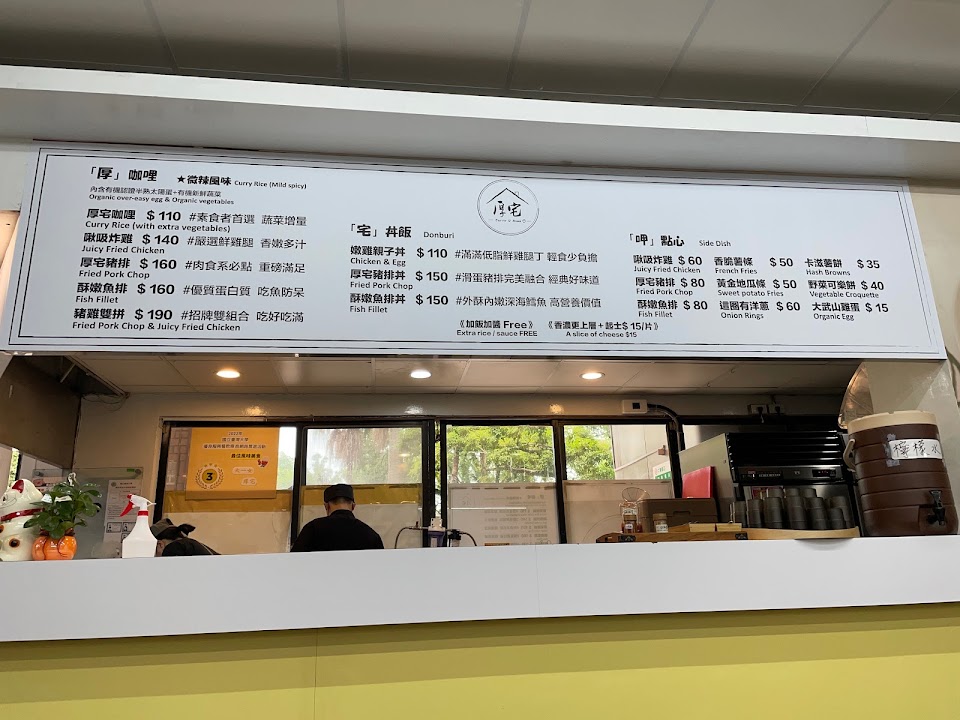 「厚」咖哩 ★微辣風味 Curry Rice (Mild spicy)
內含有機認證半熟太陽蛋+有機新鮮蔬菜
Organic over-easy egg & Organic vegetables
厚宅咖哩 $110 #素食者首選 蔬菜增量
Curry Rice (with extra vegetables)
啾吱炸雞 $140 #嚴選鮮雞腿 香嫩多汁
Juicy Fried Chicken
厚宅豬排 $160 #肉食系必點 重磅滿足
Fried Pork Chop
酥嫩魚排 $160 #優質蛋白質 吃魚防呆
Fish Fillet
豬雞雙拼 $190 #招牌雙組合 吃好吃滿
Fried Pork Chop & Juicy Fried Chicken
厚宅
「宅」丼飯 Donburi
嫩雞親子丼 $110 #滿滿低脂鮮雞腿丁 輕食少負擔
Chicken & Egg
厚宅豬排丼 $150 #滑蛋豬排完美融合 經典好味道
Fried Pork Chop
酥嫩魚排丼 $150 #外酥內嫩深海鱈魚 高營養價值
Fish Fillet
《加飯加醬 Free》 《香濃更上層+起士$15/片》
Extra rice / sauce FREE A slice of cheese $15
「呷」點心 Side Dish
啾吱炸雞 $60 香脆薯條 $50 卡滋薯餅 $35
Juicy Fried Chicken French Fries Hash Browns
厚宅豬排 $80 黃金地瓜條 $50 野菜可樂餅 $40
Fried Pork Chop Sweet potato Fries Vegetable Croquette
酥嫩魚排 $80 這圈有洋蔥 $60 大武山雞蛋 $15
Fish Fillet Onion Rings Organic Egg
3
檸檬